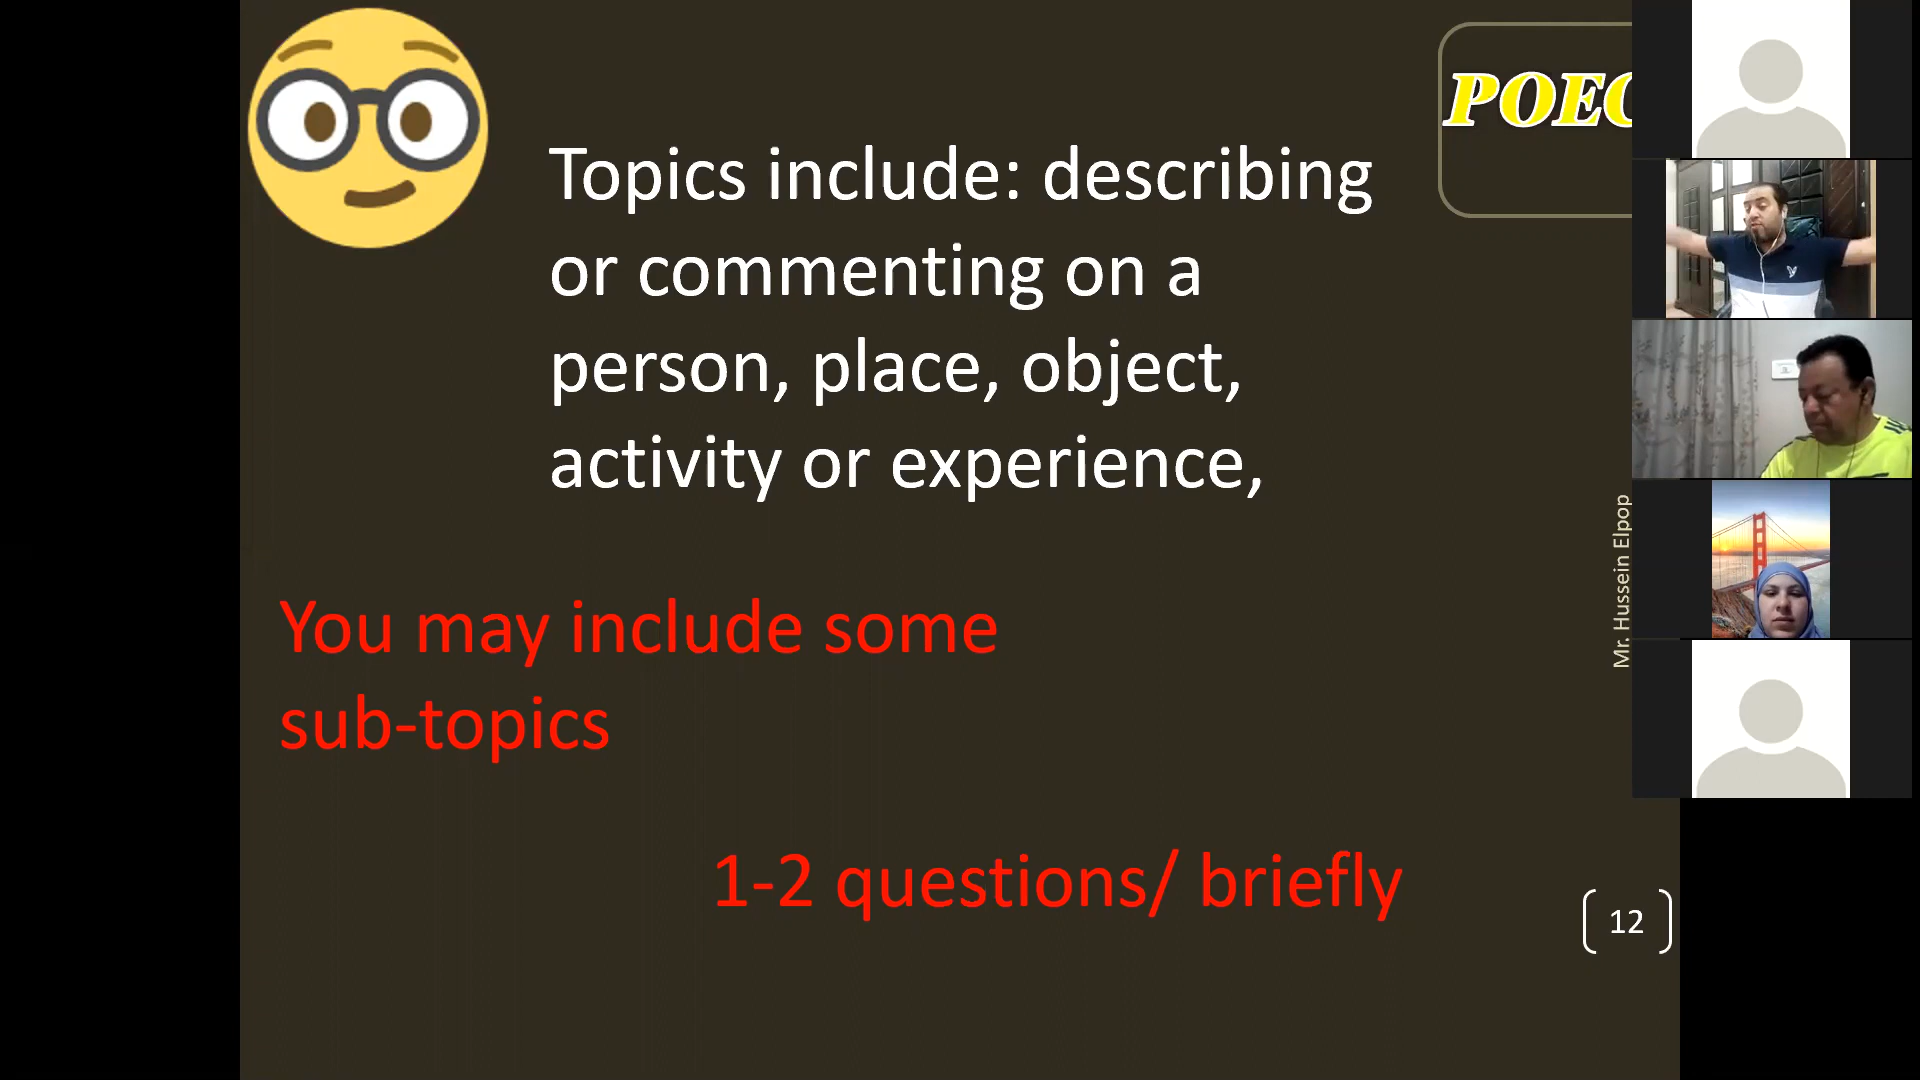 POEC
Topics include: describing
or commenting on a
person, place, object,
activity or experience,
Mr. Hussein Elpop
You may include some
sub-topics
1-2 questions/ briefly
12